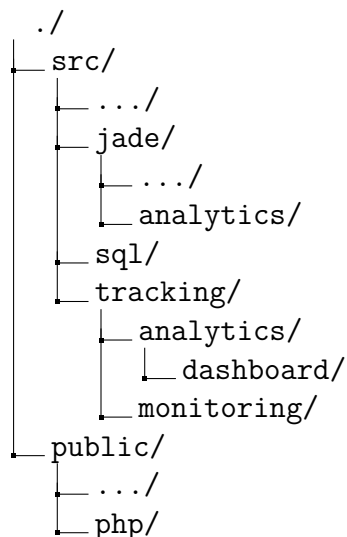 ./
src/
.../
jade/
.../
analytics/
sql/
tracking/
analytics/
dashboard/
monitoring/
public/
.../
php/